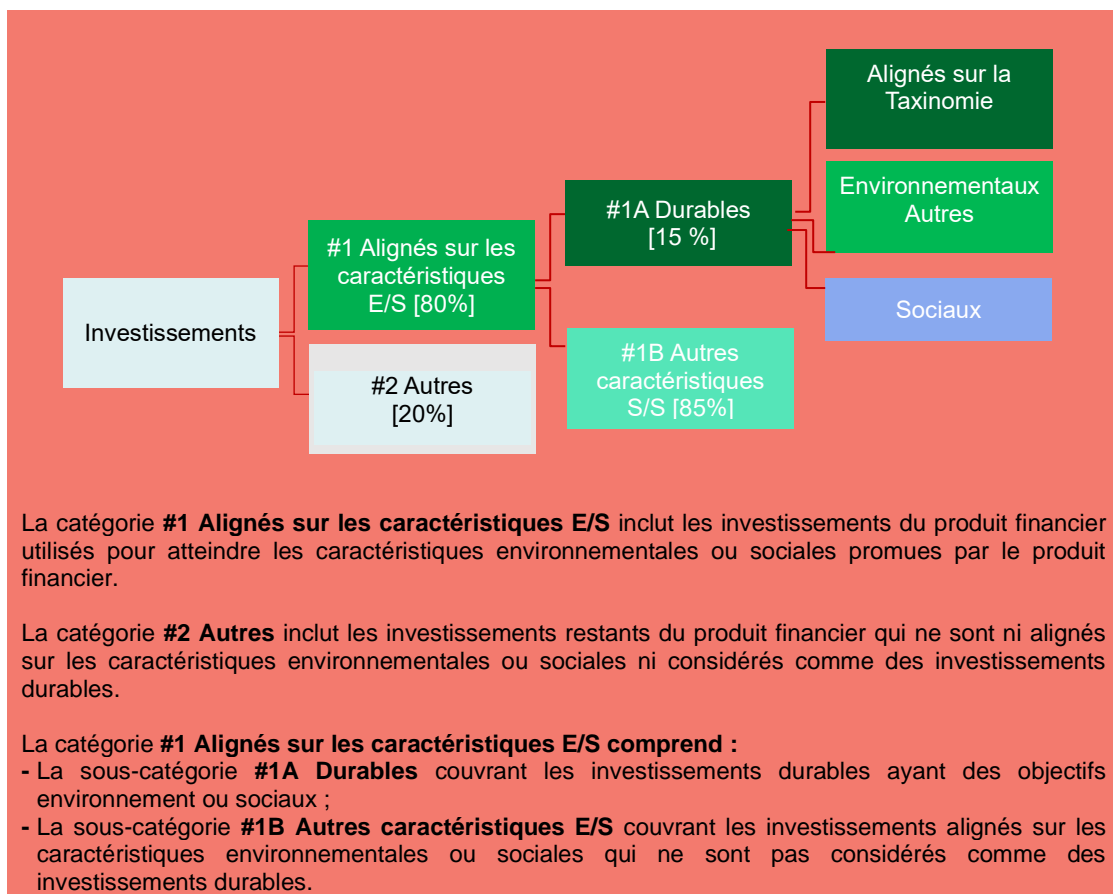 Alignés sur la
Taxinomie
Environnementaux
Autres
#1A Durables
[15 %]
#1 Alignés sur les
caractéristiques
E/S [80%]
Sociaux
Investissements
#1B Autres
caractéristiques
S/S [85%]
#2 Autres
[20%]
La catégorie #1 Alignés sur les caractéristiques E/S inclut les investissements du produit financier
utilisés pour atteindre les caractéristiques environnementales ou sociales promues par le produit
financier.
La catégorie #2 Autres inclut les investissements restants du produit financier qui ne sont ni alignés
sur les caractéristiques environnementales ou sociales ni considérés comme des investissements
durables.
La catégorie #1 Alignés sur les caractéristiques E/S comprend :
- La sous-catégorie #1A Durables couvrant les investissements durables ayant des objectifs
environnement ou sociaux ;
- La sous-catégorie #1B Autres caractéristiques E/S couvrant les investissements alignés sur les
caractéristiques environnementales ou sociales qui ne sont pas considérés comme des
investissements durables.